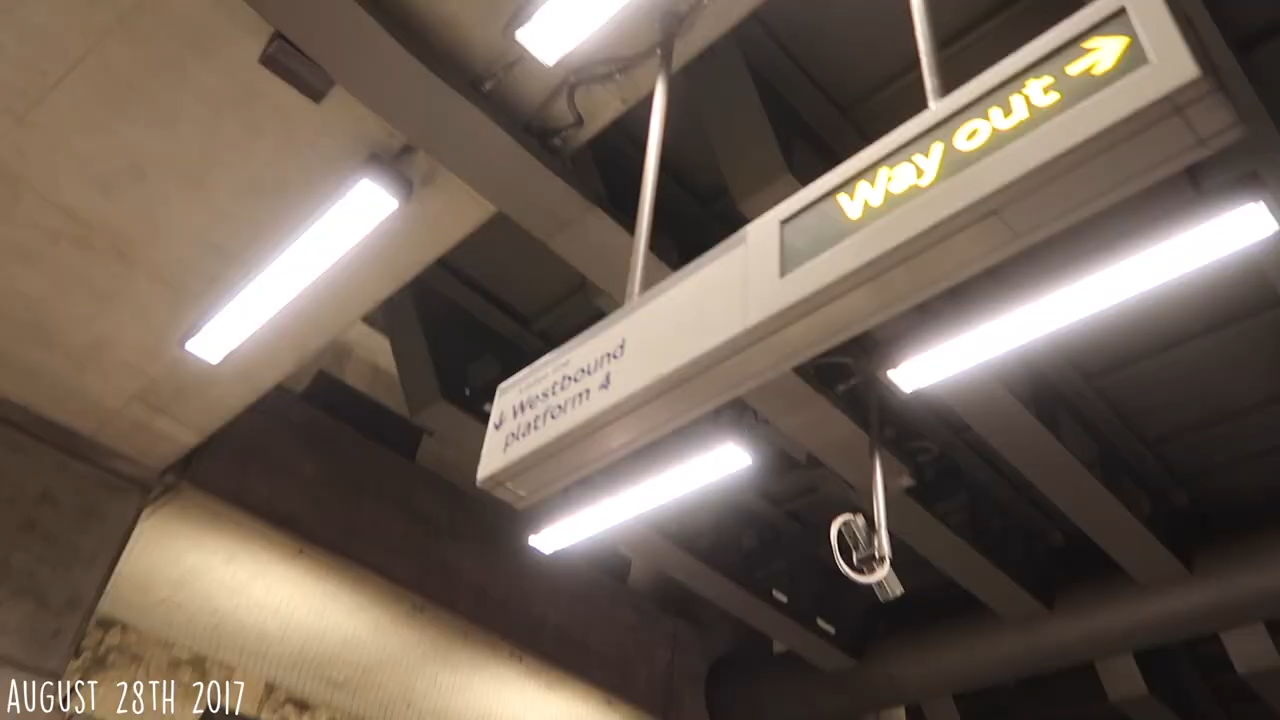 Way out →
↓ Westbound
platform 4
AUGUST 28TH 2017